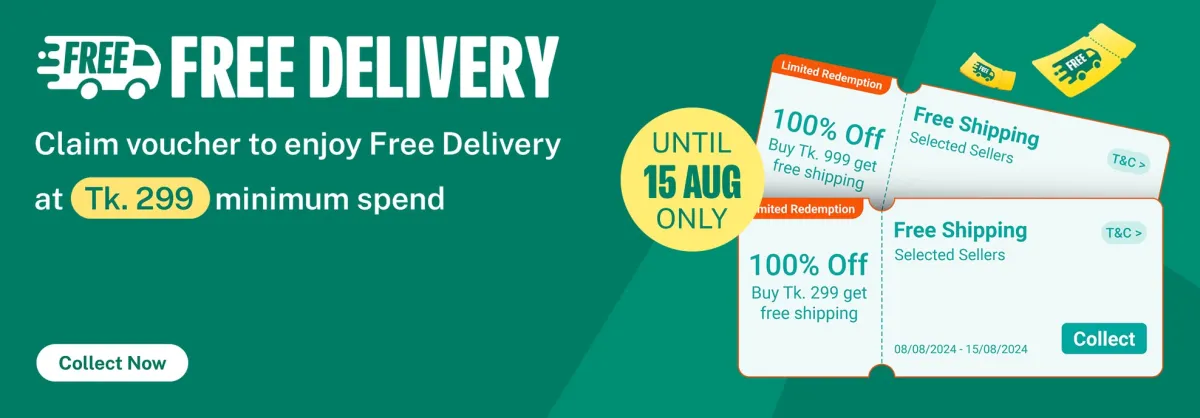 FREE
FREE DELIVERY
Claim voucher to enjoy Free Delivery
at Tk. 299 minimum spend
Collect Now
UNTIL
15 AUG
ONLY
Limited Redemption
100% Off
Buy Tk. 999 get
free shipping
Free Shipping
Selected Sellers
T&C >
FREE
FREE
mited Redemption
100% Off
Buy Tk. 299 get
free shipping
Free Shipping
Selected Sellers
T&C >
08/08/2024 - 15/08/2024
Collect